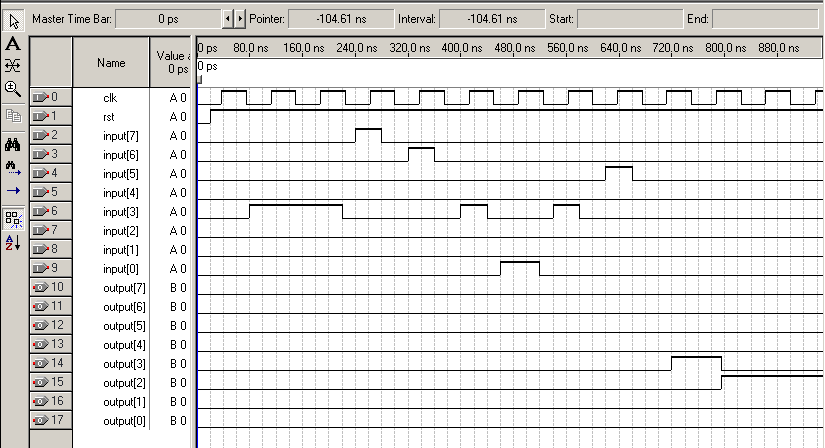 Master Time Bar: 0 ps Pointer: -104.61 ns Interval: -104.61 ns Start: End:
Name Value a
0 ps
0 ps 80.0 ns 160.0 ns 240.0 ns 320.0 ns 400.0 ns 480.0 ns 560.0 ns 640.0 ns 720.0 ns 800.0 ns 880.0 ns
0 ps
0 clk A 0
1 rst A 0
2 input[7] A 0
3 input[6] A 0
4 input[5] A 0
5 input[4] A 0
6 input[3] A 0
7 input[2] A 0
8 input[1] A 0
9 input[0] A 0
10 output[7] B 0
11 output[6] B 0
12 output[5] B 0
13 output[4] B 0
14 output[3] B 0
15 output[2] B 0
16 output[1] B 0
17 output[0] B 0